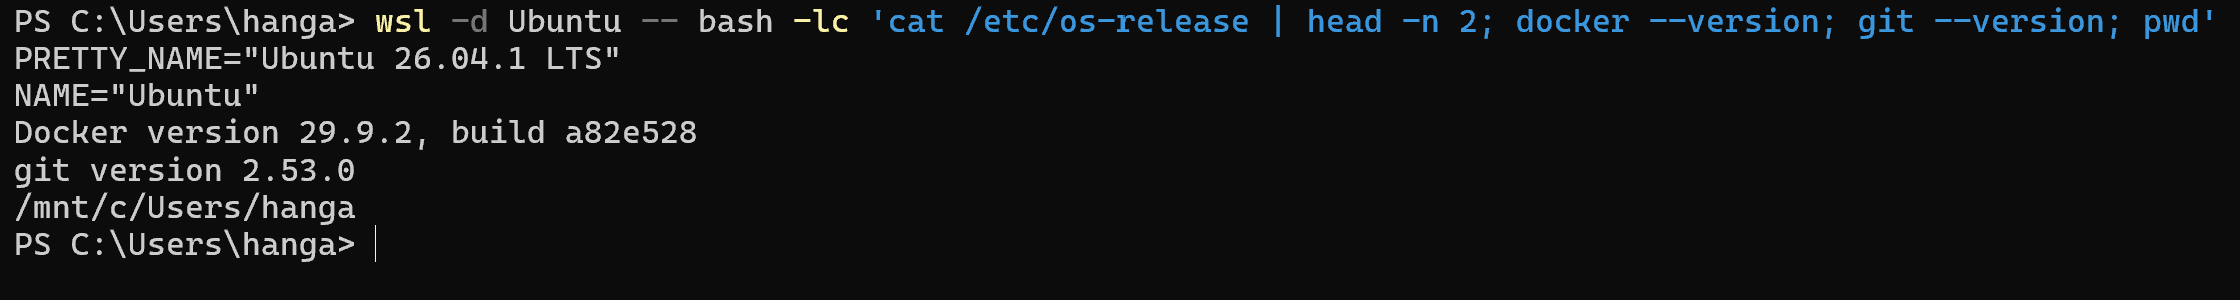 PS C:\Users\hanga> wsl -d Ubuntu -- bash -lc 'cat /etc/os-release | head -n 2; docker --version; git --version; pwd'
PRETTY_NAME="Ubuntu 26.04.1 LTS"
NAME="Ubuntu"
Docker version 29.9.2, build a82e528
git version 2.53.0
/mnt/c/Users/hanga
PS C:\Users\hanga>